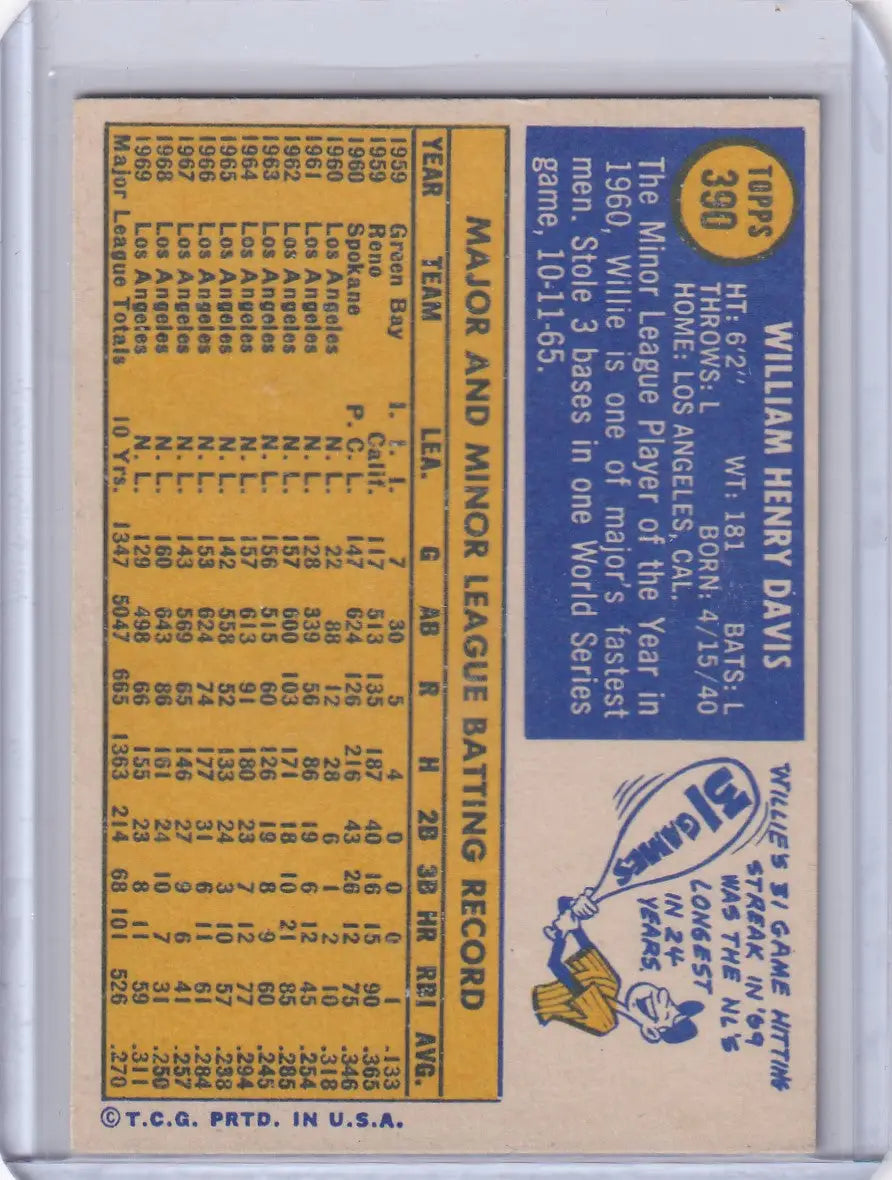 TOPPS
390
WILLIAM HENRY DAVIS
HT: 6'2" WT: 181 BATS: L
THROWS: L BORN: 4/15/40
HOME: LOS ANGELES, CAL.
The Minor League Player of the Year in
1960, Willie is one of major's fastest
men. Stole 3 bases in one World Series
game, 10-11-65.
WILLIE'S 31 GAME HITTING
STREAK IN '69
WAS THE NL'S
LONGEST
IN 24
YEARS.
31 GAMES
MAJOR AND MINOR LEAGUE BATTING RECORD
YEAR TEAM LEA. G AB R H 2B 3B HR RBI AVG.
1959 Green Bay I. I. I. 7 30 5 4 0 0 0 1 .133
1959 Reno Calif. 117 513 135 187 40 16 15 90 .365
1960 Spokane P. C. L. 147 624 126 216 43 26 12 75 .346
1960 Los Angeles N. L. 22 88 12 28 6 1 2 10 .318
1961 Los Angeles N. L. 128 339 56 86 19 6 12 45 .254
1962 Los Angeles N. L. 157 600 103 171 18 10 21 85 .285
1963 Los Angeles N. L. 156 515 60 126 19 8 9 60 .245
1964 Los Angeles N. L. 157 613 91 180 23 7 12 77 .294
1965 Los Angeles N. L. 142 558 52 133 24 3 10 57 .238
1966 Los Angeles N. L. 153 624 74 177 31 6 11 61 .284
1967 Los Angeles N. L. 143 569 65 146 27 9 6 41 .257
1968 Los Angeles N. L. 160 643 86 161 24 10 7 31 .250
1969 Los Angeles N. L. 129 498 66 155 23 8 11 59 .311
Major League Totals 10 Yrs. 1347 5047 665 1363 214 68 101 526 .270
© T.C.G. PRTD. IN U.S.A.